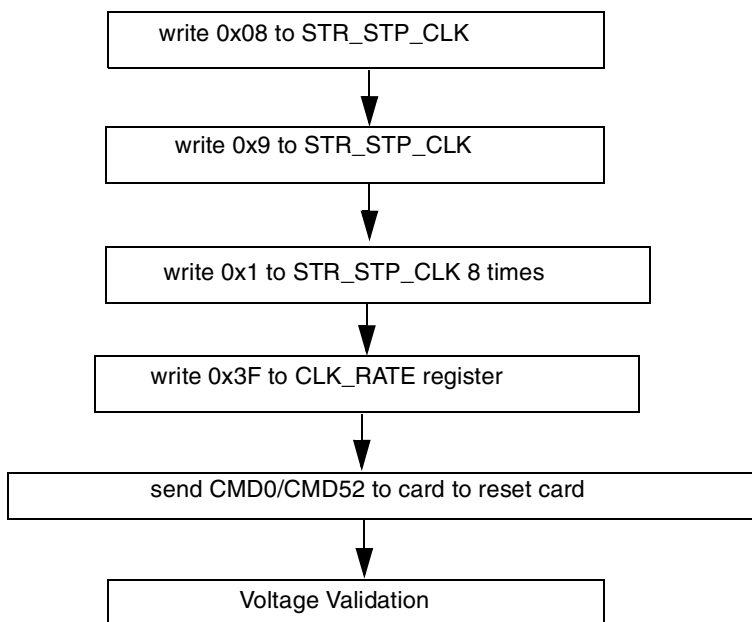 write 0x08 to STR_STP_CLK
write 0x9 to STR_STP_CLK
write 0x1 to STR_STP_CLK 8 times
write 0x3F to CLK_RATE register
send CMD0/CMD52 to card to reset card
Voltage Validation